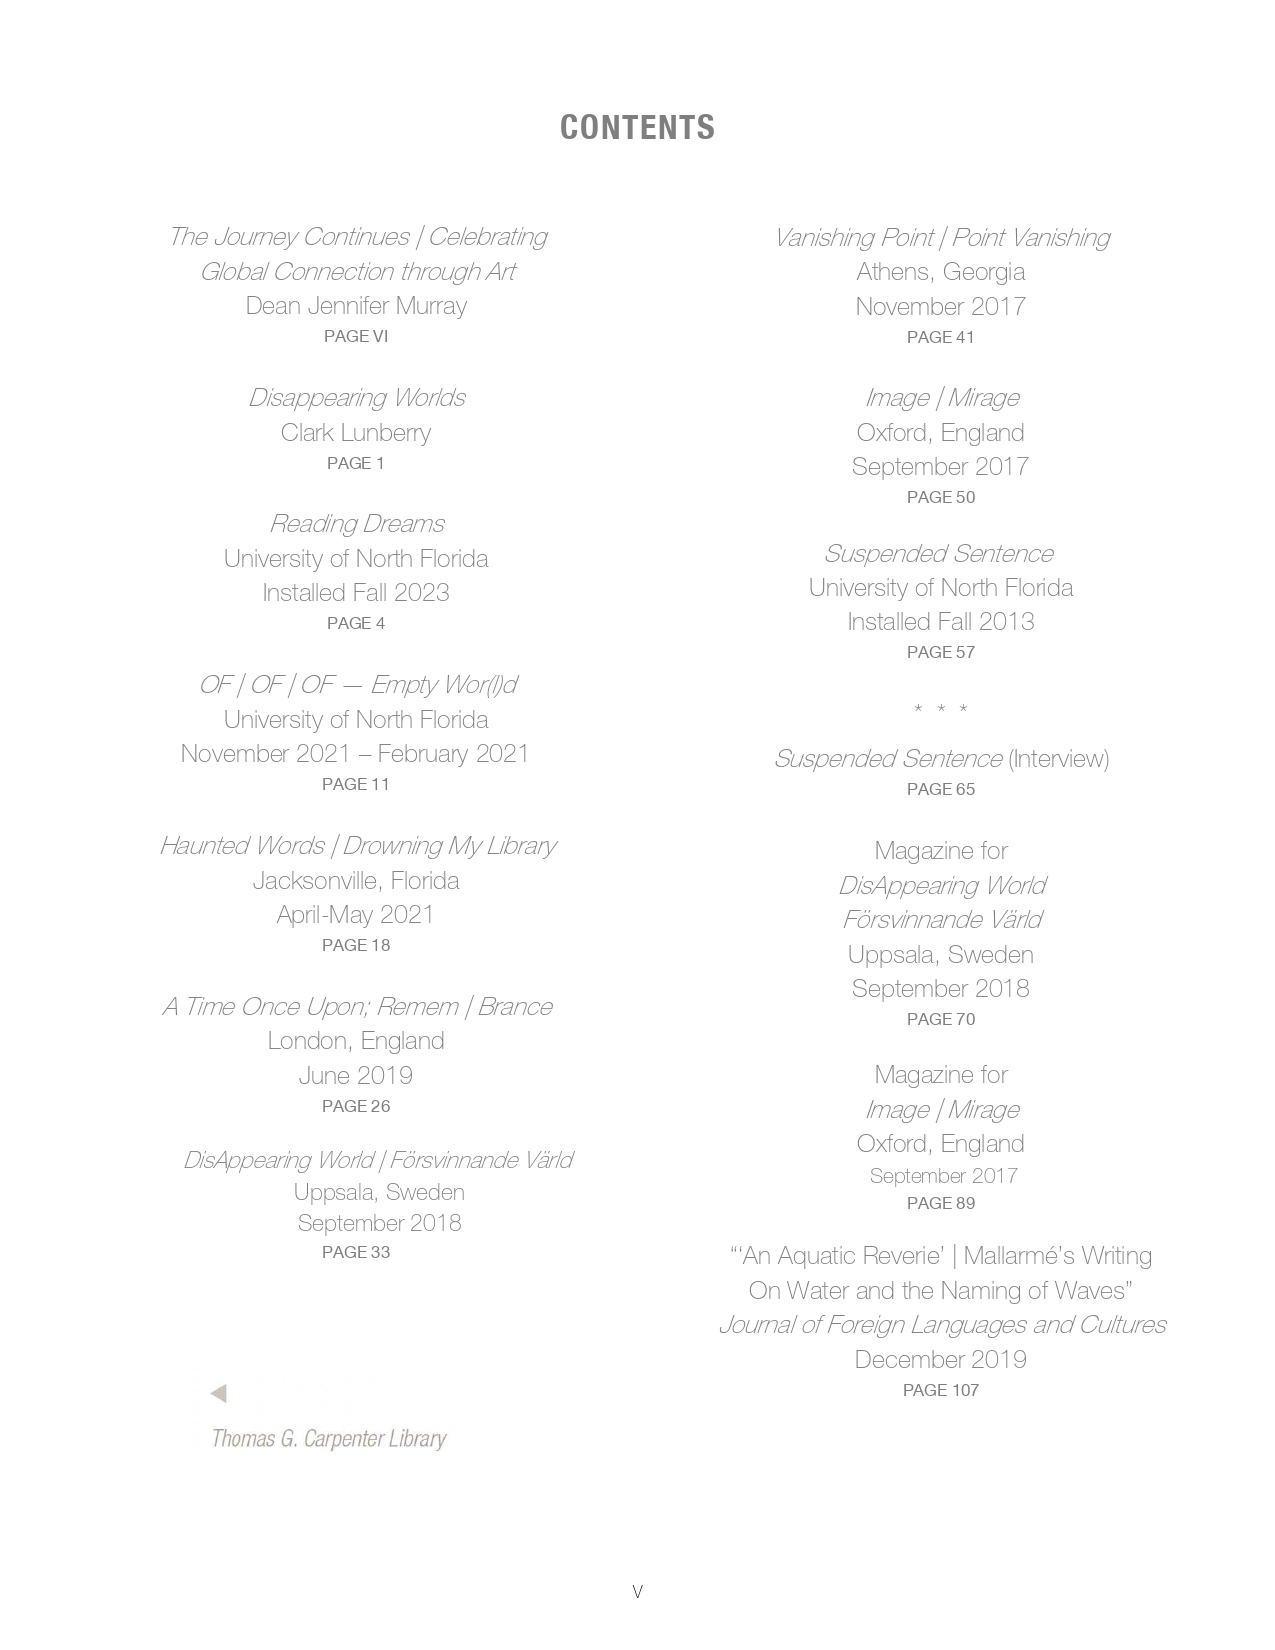 CONTENTS
The Journey Continues | Celebrating
Global Connection through Art
Dean Jennifer Murray
PAGE VI
Disappearing Worlds
Clark Lunberry
PAGE 1
Reading Dreams
University of North Florida
Installed Fall 2023
PAGE 4
OF | OF | OF — Empty Wor(l)d
University of North Florida
November 2021 – February 2021
PAGE 11
Haunted Words | Drowning My Library
Jacksonville, Florida
April-May 2021
PAGE 18
A Time Once Upon; Remem | Brance
London, England
June 2019
PAGE 26
DisAppearing World | Försvinnande Värld
Uppsala, Sweden
September 2018
PAGE 33
Thomas G. Carpenter Library
Vanishing Point | Point Vanishing
Athens, Georgia
November 2017
PAGE 41
Image | Mirage
Oxford, England
September 2017
PAGE 50
Suspended Sentence
University of North Florida
Installed Fall 2013
PAGE 57
* * *
Suspended Sentence (Interview)
PAGE 65
Magazine for
DisAppearing World
Försvinnande Värld
Uppsala, Sweden
September 2018
PAGE 70
Magazine for
Image | Mirage
Oxford, England
September 2017
PAGE 89
“‘An Aquatic Reverie’ | Mallarmé’s Writing
On Water and the Naming of Waves”
Journal of Foreign Languages and Cultures
December 2019
PAGE 107
V